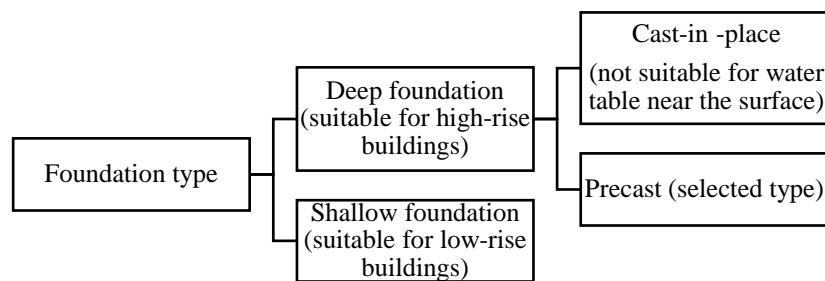 Foundation type
Deep foundation
(suitable for high-rise
buildings)
Shallow foundation
(suitable for low-rise
buildings)
Cast-in -place
(not suitable for water
table near the surface)
Precast (selected type)